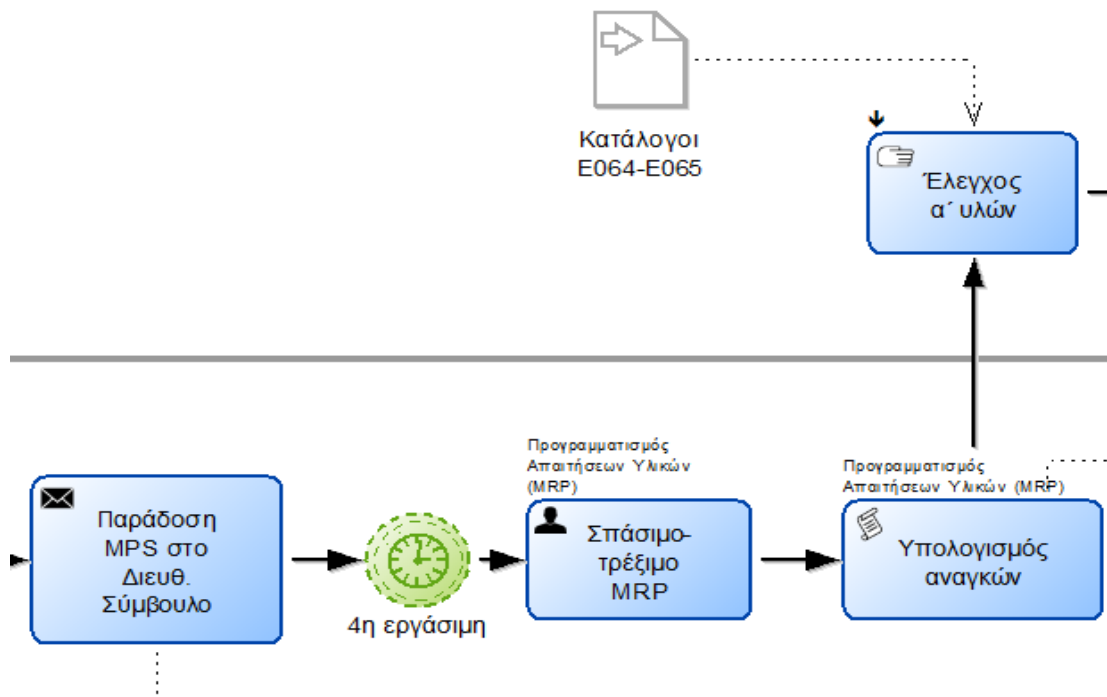 Κατάλογοι
E064-E065
Έλεγχος
α΄ υλών
Παράδοση
MPS στο
Διευθ.
Σύμβουλο
4η εργάσιμη
Προγραμματισμός
Απαιτήσεων Υλικών
(MRP)
Σπάσιμο-
τρέξιμο
MRP
Προγραμματισμός
Απαιτήσεων Υλικών (MRP)
Υπολογισμός
αναγκών